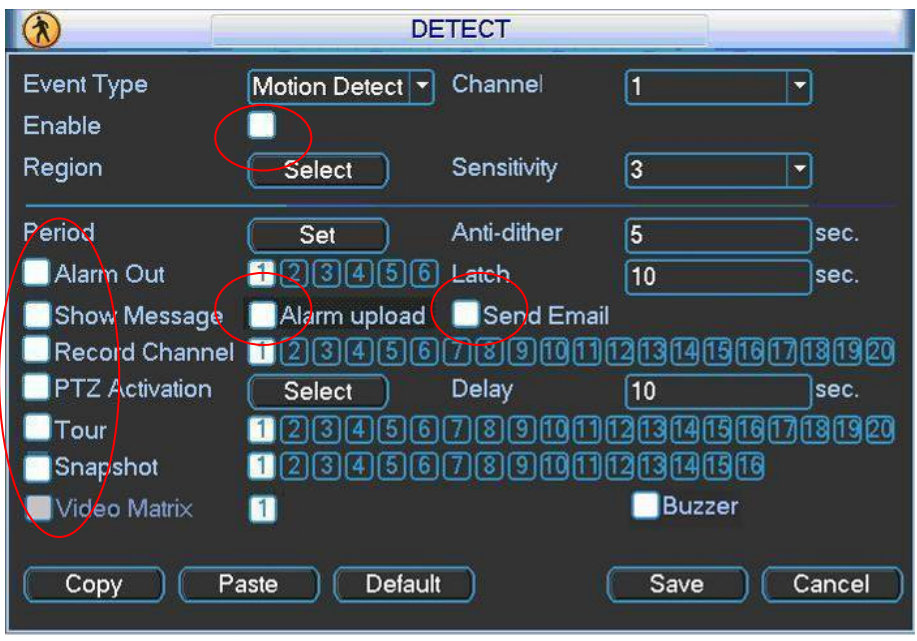 DETECT
Event Type Motion Detect Channel 1
Enable
Region Select Sensitivity 3
Period Set Anti-dither 5 sec.
Alarm Out 1 2 3 4 5 6 Latch 10 sec.
Show Message Alarm upload Send Email
Record Channel 1 2 3 4 5 6 7 8 9 10 11 12 13 14 15 16 17 18 19 20
PTZ Activation Select Delay 10 sec.
Tour 1 2 3 4 5 6 7 8 9 10 11 12 13 14 15 16 17 18 19 20
Snapshot 1 2 3 4 5 6 7 8 9 10 11 12 13 14 15 16
Video Matrix 1 Buzzer
Copy Paste Default Save Cancel